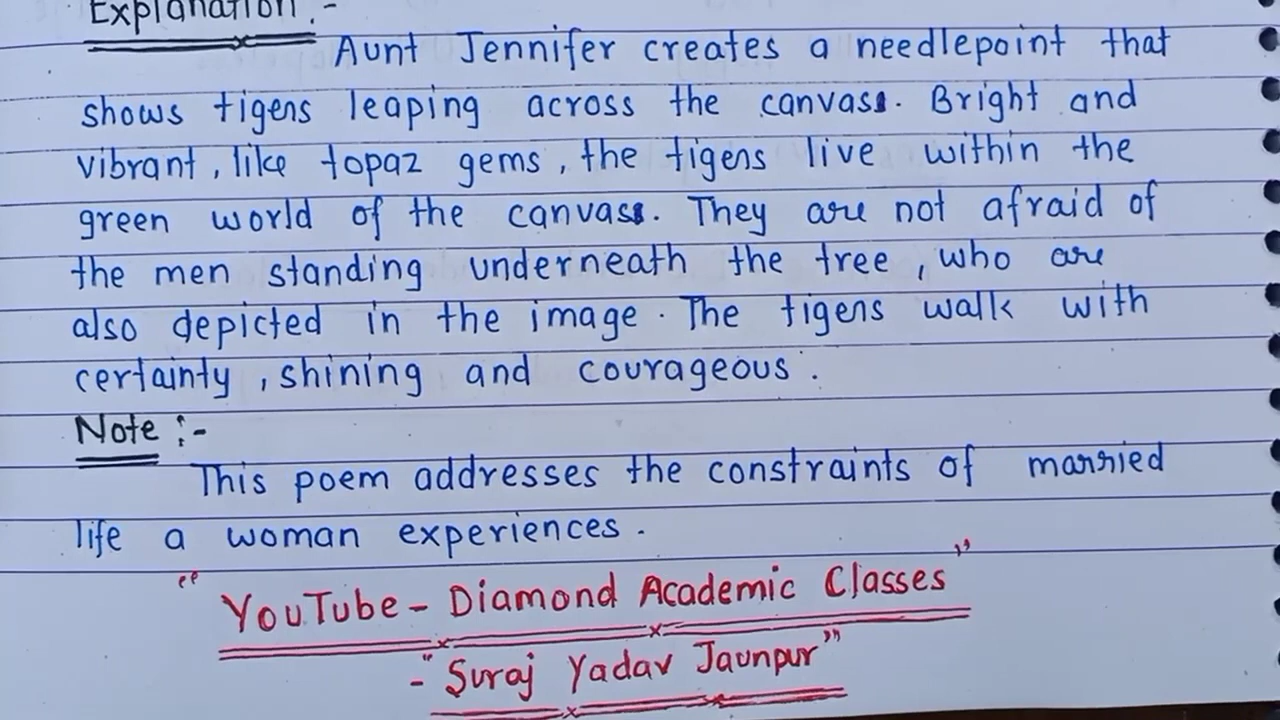 Explanation :-
Aunt Jennifer creates a needlepoint that
shows tigers leaping across the canvass. Bright and
vibrant, like topaz gems, the tigers live within the
green world of the canvass. They are not afraid of
the men standing underneath the tree, who are
also depicted in the image. The tigers walk with
certainty, shining and courageous.
Note :-
This poem addresses the constraints of married
life a woman experiences.
"YouTube - Diamond Academic Classes"
- "Suraj Yadav Jaunpur"